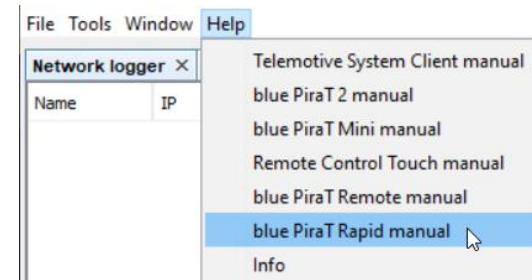 File Tools Window Help
Network logger ×
Name IP
Telemotive System Client manual
blue PiraT 2 manual
blue PiraT Mini manual
Remote Control Touch manual
blue PiraT Remote manual
blue PiraT Rapid manual
Info